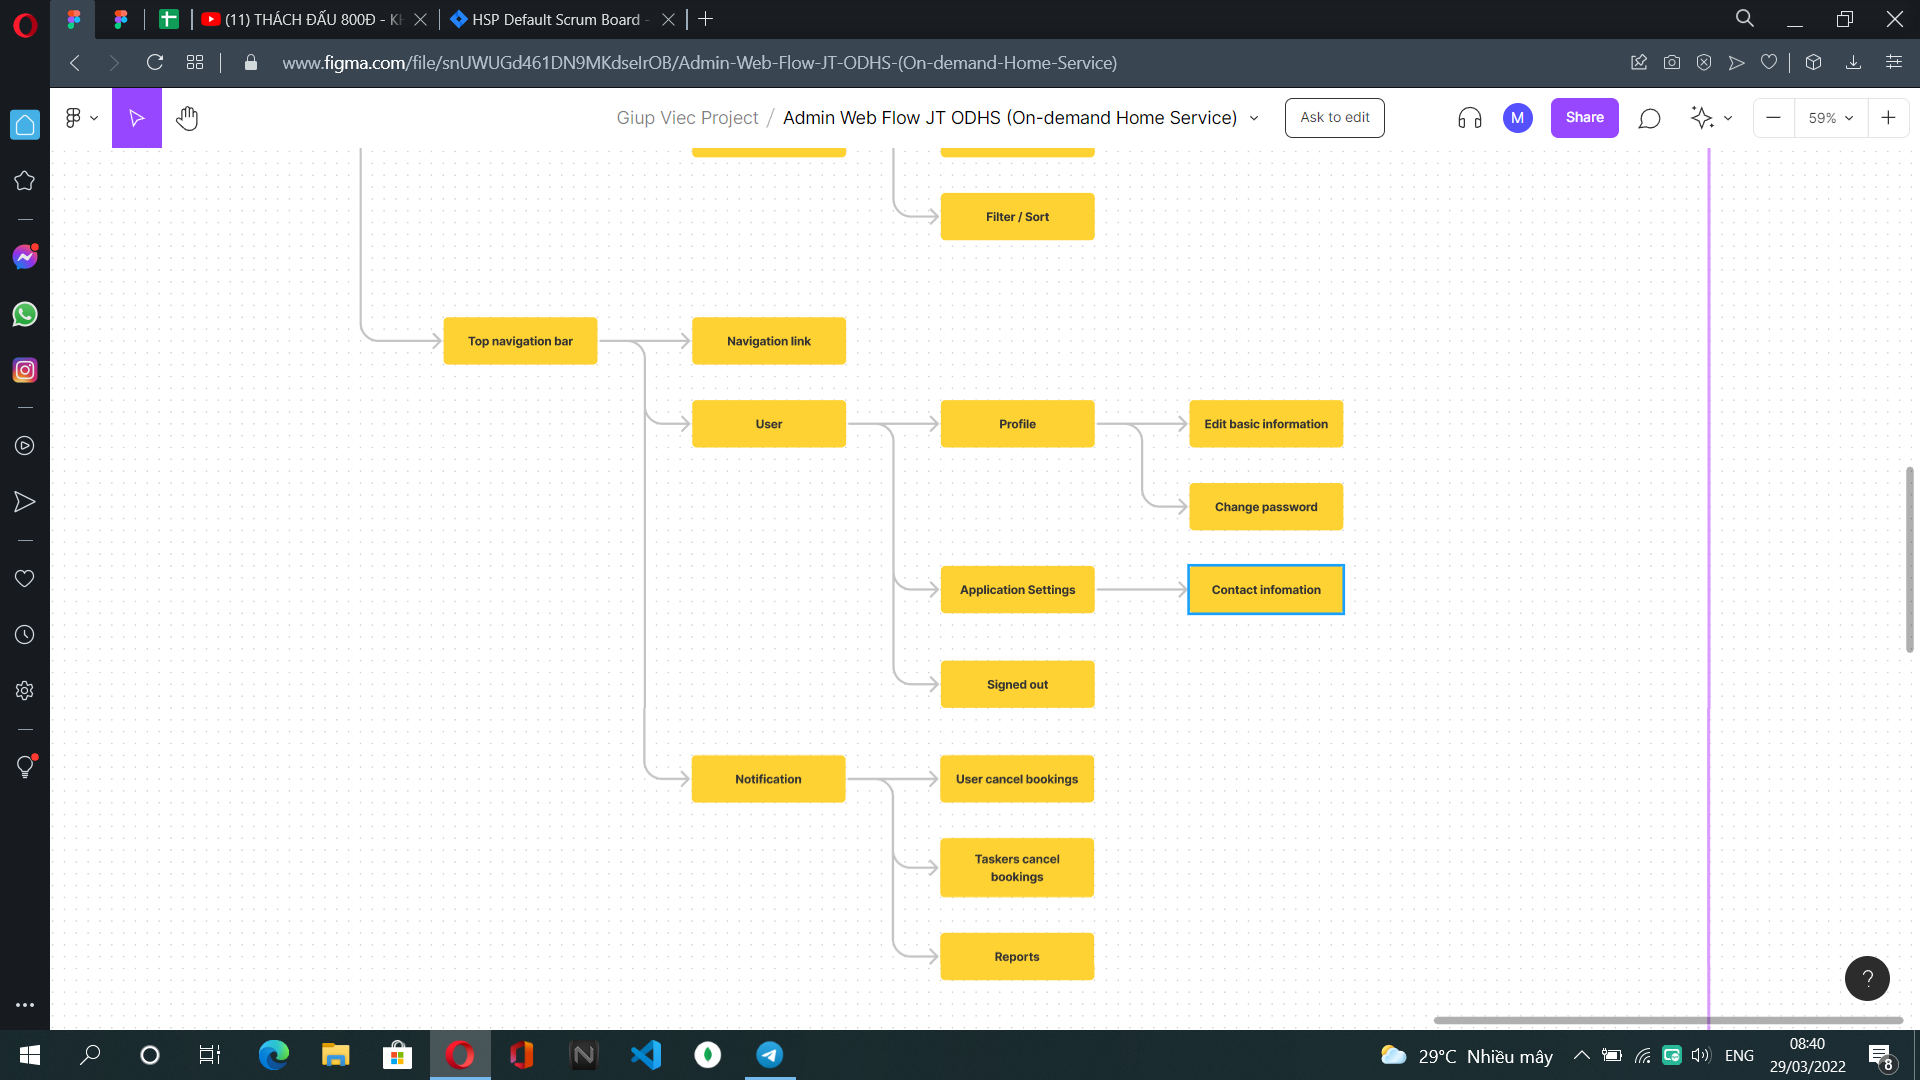 (11) THÁCH ĐẤU 800Đ - KH
HSP Default Scrum Board -
www.figma.com/file/snUWUGd461DN9MKdseIrOB/Admin-Web-Flow-JT-ODHS-(On-demand-Home-Service)
Giup Viec Project / Admin Web Flow JT ODHS (On-demand Home Service)
Ask to edit
M
Share
59%
Filter / Sort
Top navigation bar
Navigation link
User
Profile
Edit basic information
Change password
Application Settings
Contact infomation
Signed out
Notification
User cancel bookings
Taskers cancel
bookings
Reports
?
29°C Nhiều mây
ENG
08:40
29/03/2022
8